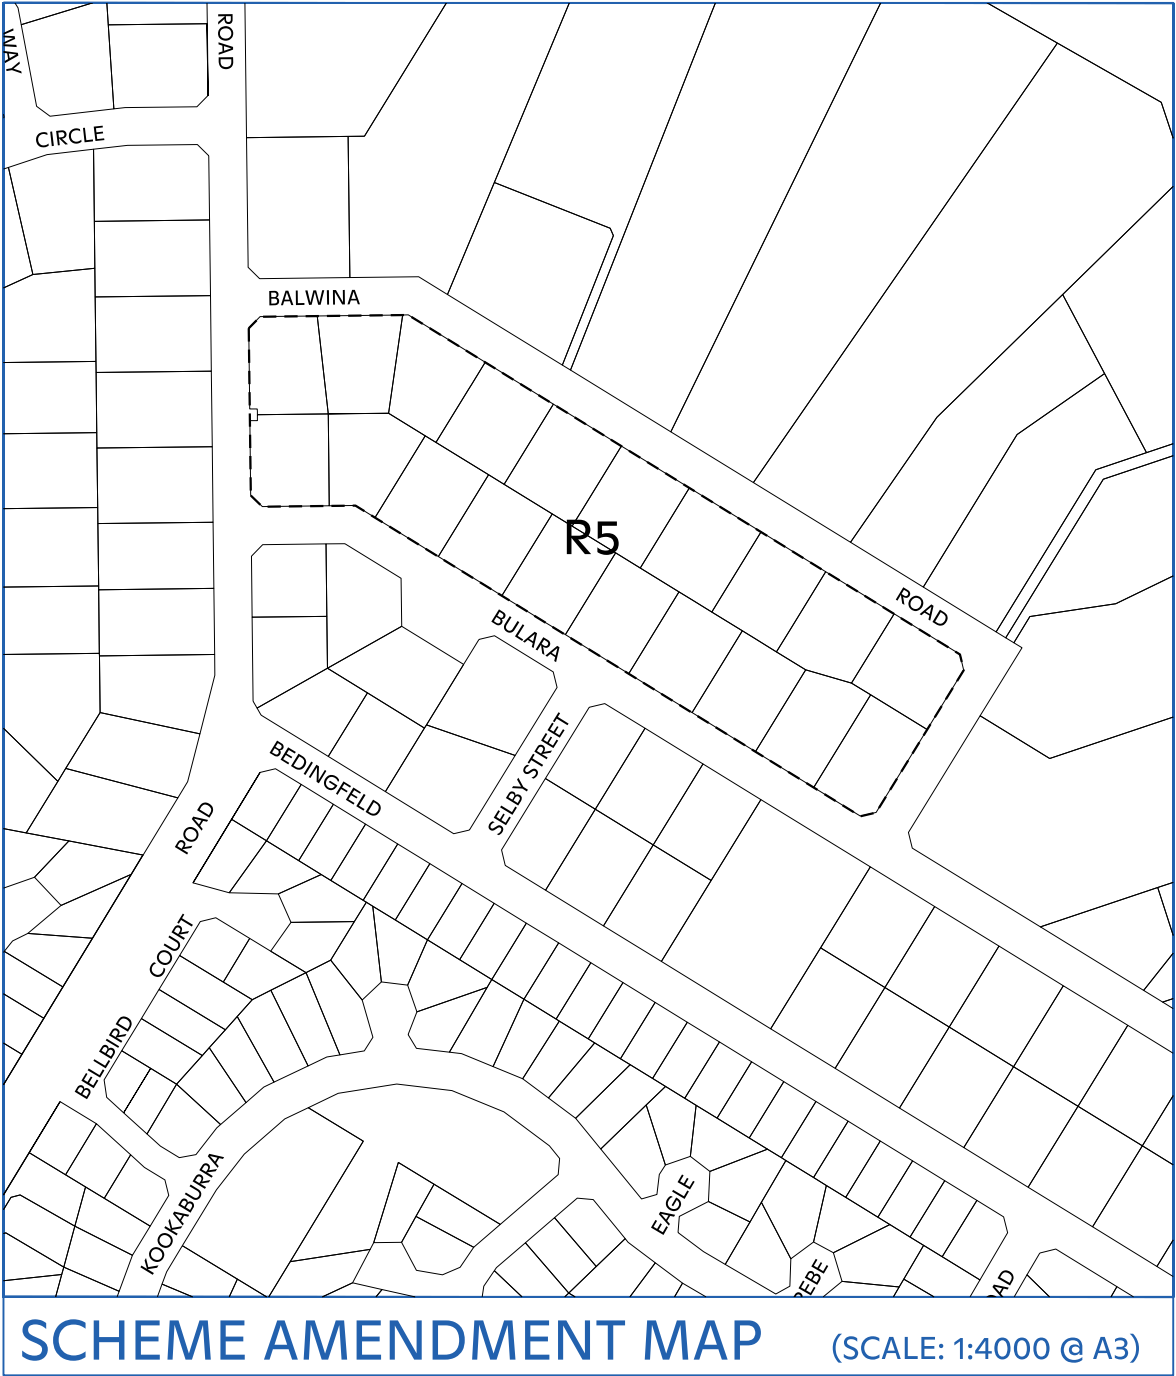 WAY
ROAD
CIRCLE
BALWINA
R5
ROAD
BULARA
SELBY STREET
BEDINGFELD
ROAD
COURT
BELLBIRD
KOOKABURRA
EAGLE
SCHEME AMENDMENT MAP
(SCALE: 1:4000 @ A3)